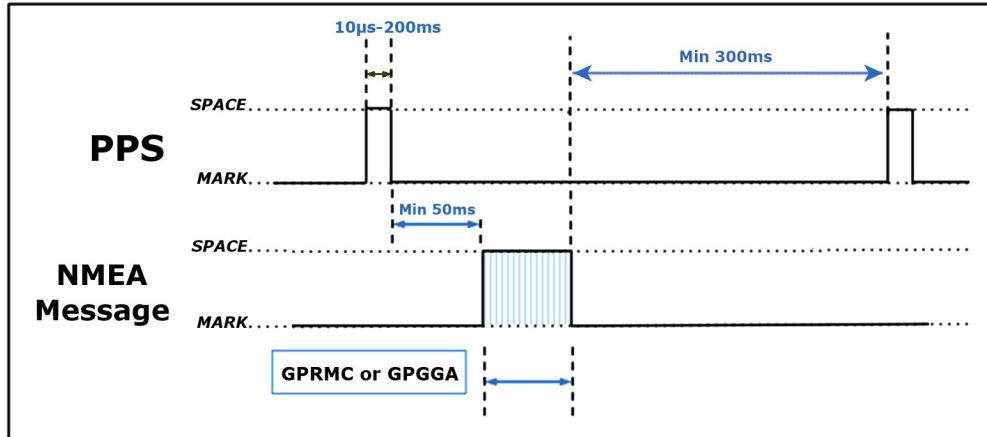 10µs-200ms
Min 300ms
SPACE
PPS
MARK
Min 50ms
SPACE
NMEA
Message
MARK
GPRMC or GPGGA